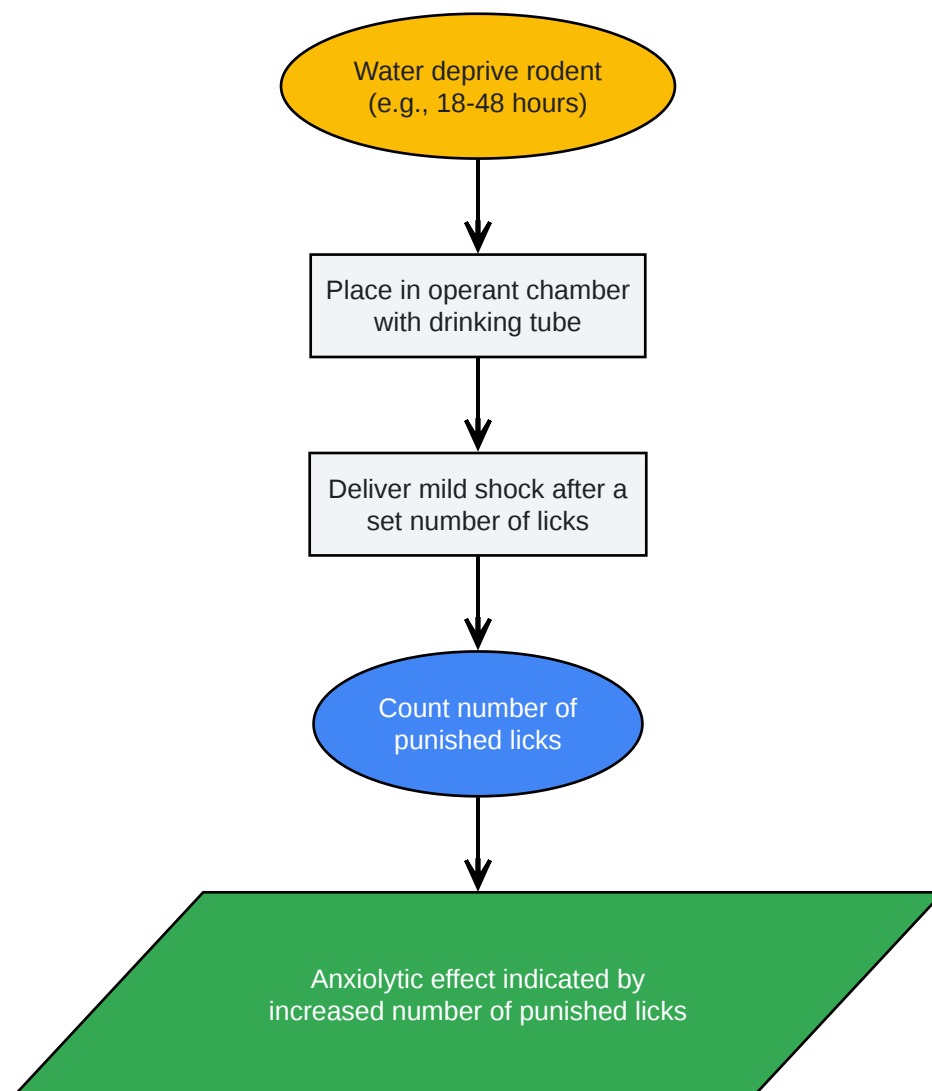 Water deprive rodent
(e.g., 18-48 hours)
Place in operant chamber
with drinking tube
Deliver mild shock after a
set number of licks
Count number of
punished licks
Anxiolytic effect indicated by
increased number of punished licks